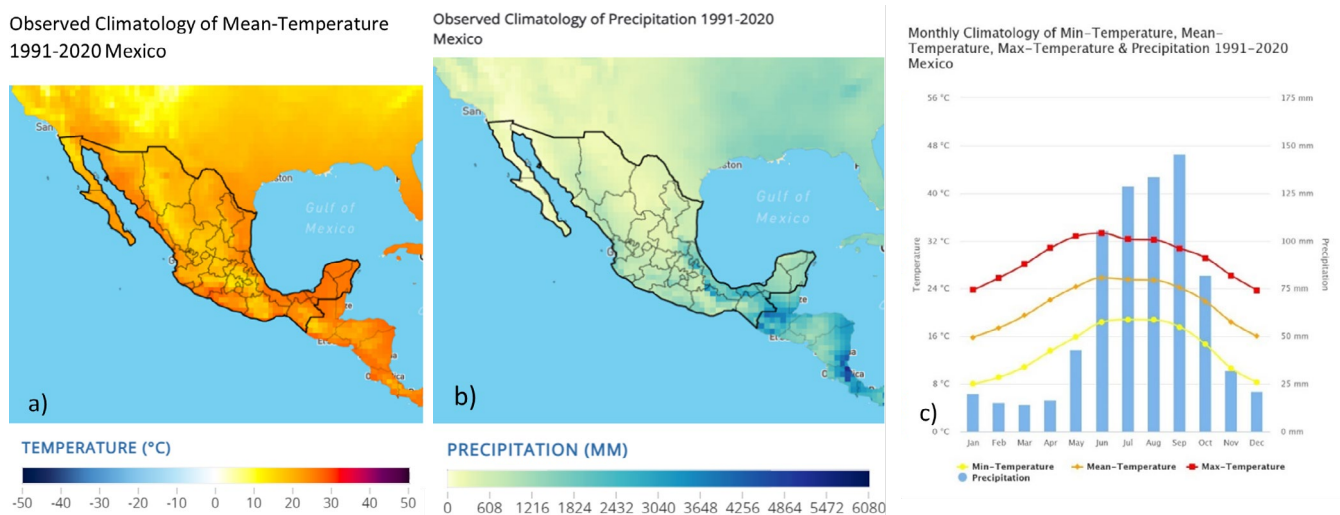 Observed Climatology of Mean-Temperature
1991-2020 Mexico
San
ston
Gulf of
Mexico
a)
TEMPERATURE (°C)
-50 -40 -30 -20 -10 0 10 20 30 40 50
Observed Climatology of Precipitation 1991-2020
Mexico
San
ston
Gulf of
Mexico
b)
PRECIPITATION (MM)
0 608 1216 1824 2432 3040 3648 4256 4864 5472 6080
Monthly Climatology of Min-Temperature, Mean-
Temperature, Max-Temperature & Precipitation 1991-2020
Mexico
56 °C 175 mm
48 °C 150 mm
40 °C 125 mm
32 °C 100 mm
24 °C 75 mm
16 °C 50 mm
8 °C 25 mm
0 °C 0 mm
Temperature
Precipitation
c)
Jan Feb Mar Apr May Jun Jul Aug Sep Oct Nov Dec
Min-Temperature Mean-Temperature Max-Temperature
Precipitation